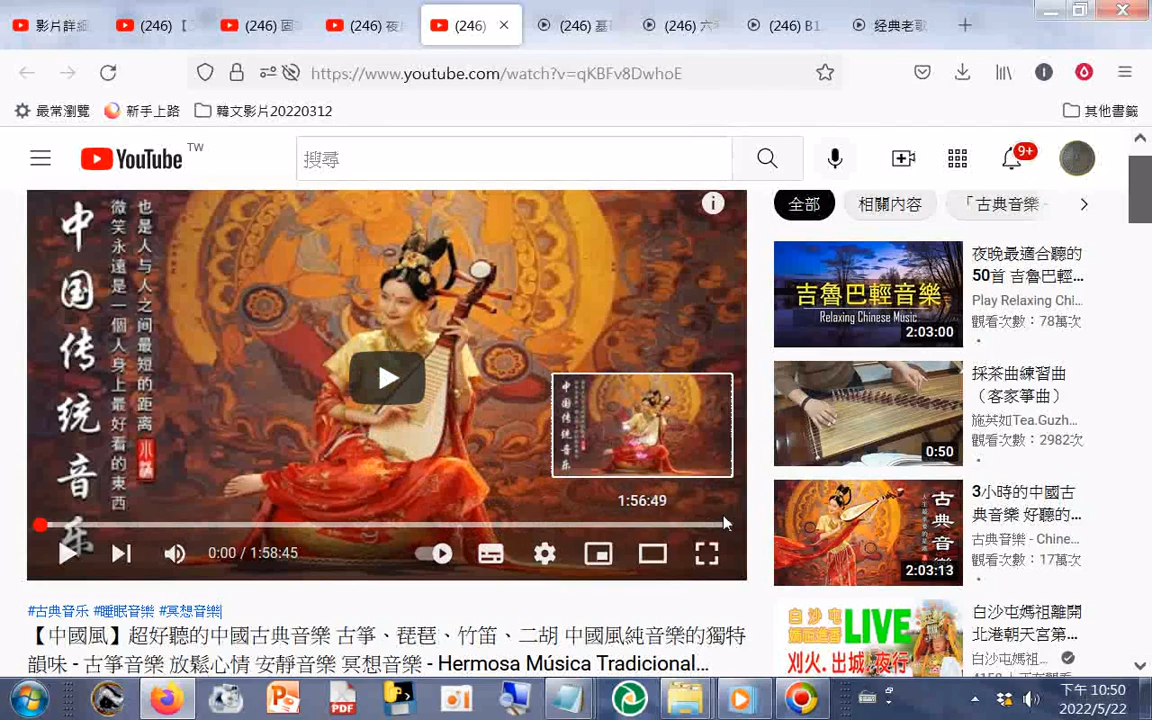 影片詳細
(246) 【
(246) 固
(246) 夜
(246)
(246) 基
(246) 六
(246) B1
经典老歌
https://www.youtube.com/watch?v=qKBFv8DwhoE
最常瀏覽
新手上路
韓文影片20220312
其他書籤
YouTube TW
搜尋
9+
中国传统音乐
也是人与人之间最短的距离
微笑永遠是一個人身上最好看的東西
1:56:49
0:00 / 1:58:45
全部
相關內容
「古典音樂
吉魯巴輕音樂
Relaxing Chinese Music
2:03:00
夜晚最適合聽的
50首 吉魯巴輕...
Play Relaxing Chi...
觀看次數：78萬次
0:50
採茶曲練習曲
（客家箏曲）
施英如Tea.Guzh...
觀看次數：2982次
古典音樂
2:03:13
3小時的中國古
典音樂 好聽的...
古典音樂 - Chine...
觀看次數：17萬次
LIVE
刈火.出城.夜行
白沙屯媽祖離開
北港朝天宮第...
白沙屯媽祖...
#古典音乐 #睡眠音樂 #冥想音樂
【中國風】超好聽的中國古典音樂 古箏、琵琶、竹笛、二胡 中國風純音樂的獨特
韻味 - 古箏音樂 放鬆心情 安靜音樂 冥想音樂 - Hermosa Música Tradicional...
PDF
下午 10:50
2022/5/22